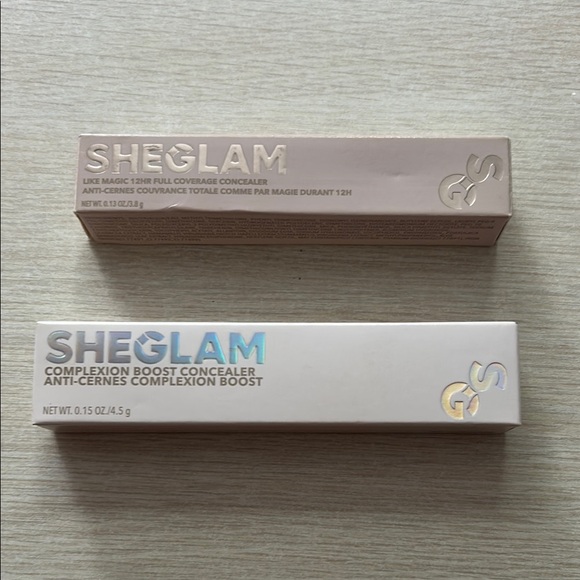 SHEGLAM
LIKE MAGIC 12HR FULL COVERAGE CONCEALER
ANTI-CERNES COUVRANCE TOTALE COMME PAR MAGIE DURANT 12H
NET WT. 0.13 OZ/3.8 g
GS
SHEGLAM
COMPLEXION BOOST CONCEALER
ANTI-CERNES COMPLEXION BOOST
NET WT. 0.15 OZ./4.5 g
GS